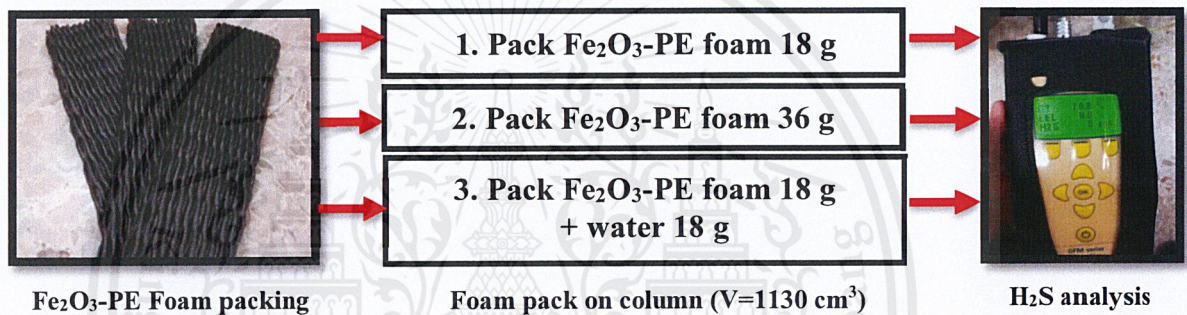 1. Pack Fe₂O₃-PE foam 18 g
2. Pack Fe₂O₃-PE foam 36 g
3. Pack Fe₂O₃-PE foam 18 g
+ water 18 g
Fe₂O₃-PE Foam packing
Foam pack on column (V=1130 cm³)
H₂S analysis